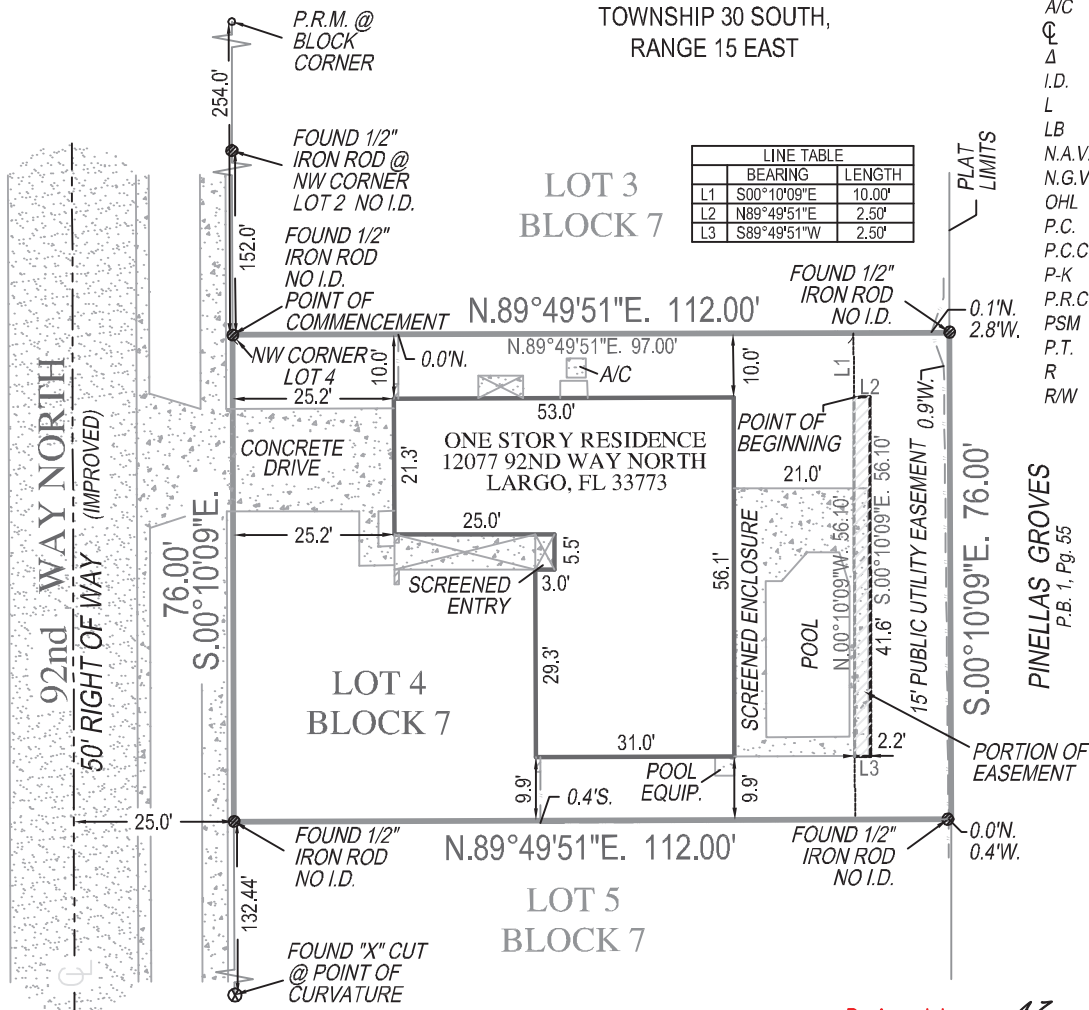 TOWNSHIP 30 SOUTH,
RANGE 15 EAST
A/C
℄
Δ
I.D.
L
LB
N.A.V.
N.G.V
OHL
P.C.
P.C.C
P-K
P.R.C
PSM
P.T.
R
R/W
P.R.M. @
BLOCK
CORNER
254.0'
FOUND 1/2"
IRON ROD @
NW CORNER
LOT 2 NO I.D.
152.0'
FOUND 1/2"
IRON ROD
NO I.D.
POINT OF
COMMENCEMENT
LOT 3
BLOCK 7
LINE TABLE
BEARING LENGTH
L1 S00°10'09"E 10.00'
L2 N89°49'51"E 2.50'
L3 S89°49'51"W 2.50'
PLAT
LIMITS
FOUND 1/2"
IRON ROD
NO I.D.
0.1'N.
2.8'W.
N.89°49'51"E. 112.00'
N.89°49'51"E. 97.00'
NW CORNER
LOT 4
0.0'N.
10.0'
25.2'
A/C
10.0'
L1
L2
0.9'W.
53.0'
CONCRETE
DRIVE
21.3'
ONE STORY RESIDENCE
12077 92ND WAY NORTH
LARGO, FL 33773
POINT OF
BEGINNING
21.0'
25.2'
25.0'
5.5'
3.0'
SCREENED
ENTRY
29.3'
56.1'
SCREENED ENCLOSURE
POOL
N.00°10'09"W. 56.10'
S.00°10'09"E. 56.10'
41.6'
15' PUBLIC UTILITY EASEMENT
S.00°10'09"E. 76.00'
PINELLAS GROVES
P.B. 1, Pg. 55
92nd WAY NORTH
50' RIGHT OF WAY (IMPROVED)
76.00'
S.00°10'09"E.
LOT 4
BLOCK 7
31.0'
2.2'
L3
PORTION OF
EASEMENT
POOL
EQUIP.
9.9'
0.4'S.
9.9'
25.0'
FOUND 1/2"
IRON ROD
NO I.D.
N.89°49'51"E. 112.00'
FOUND 1/2"
IRON ROD
NO I.D.
0.0'N.
0.4'W.
132.44'
LOT 5
BLOCK 7
℄
FOUND "X" CUT
@ POINT OF
CURVATURE